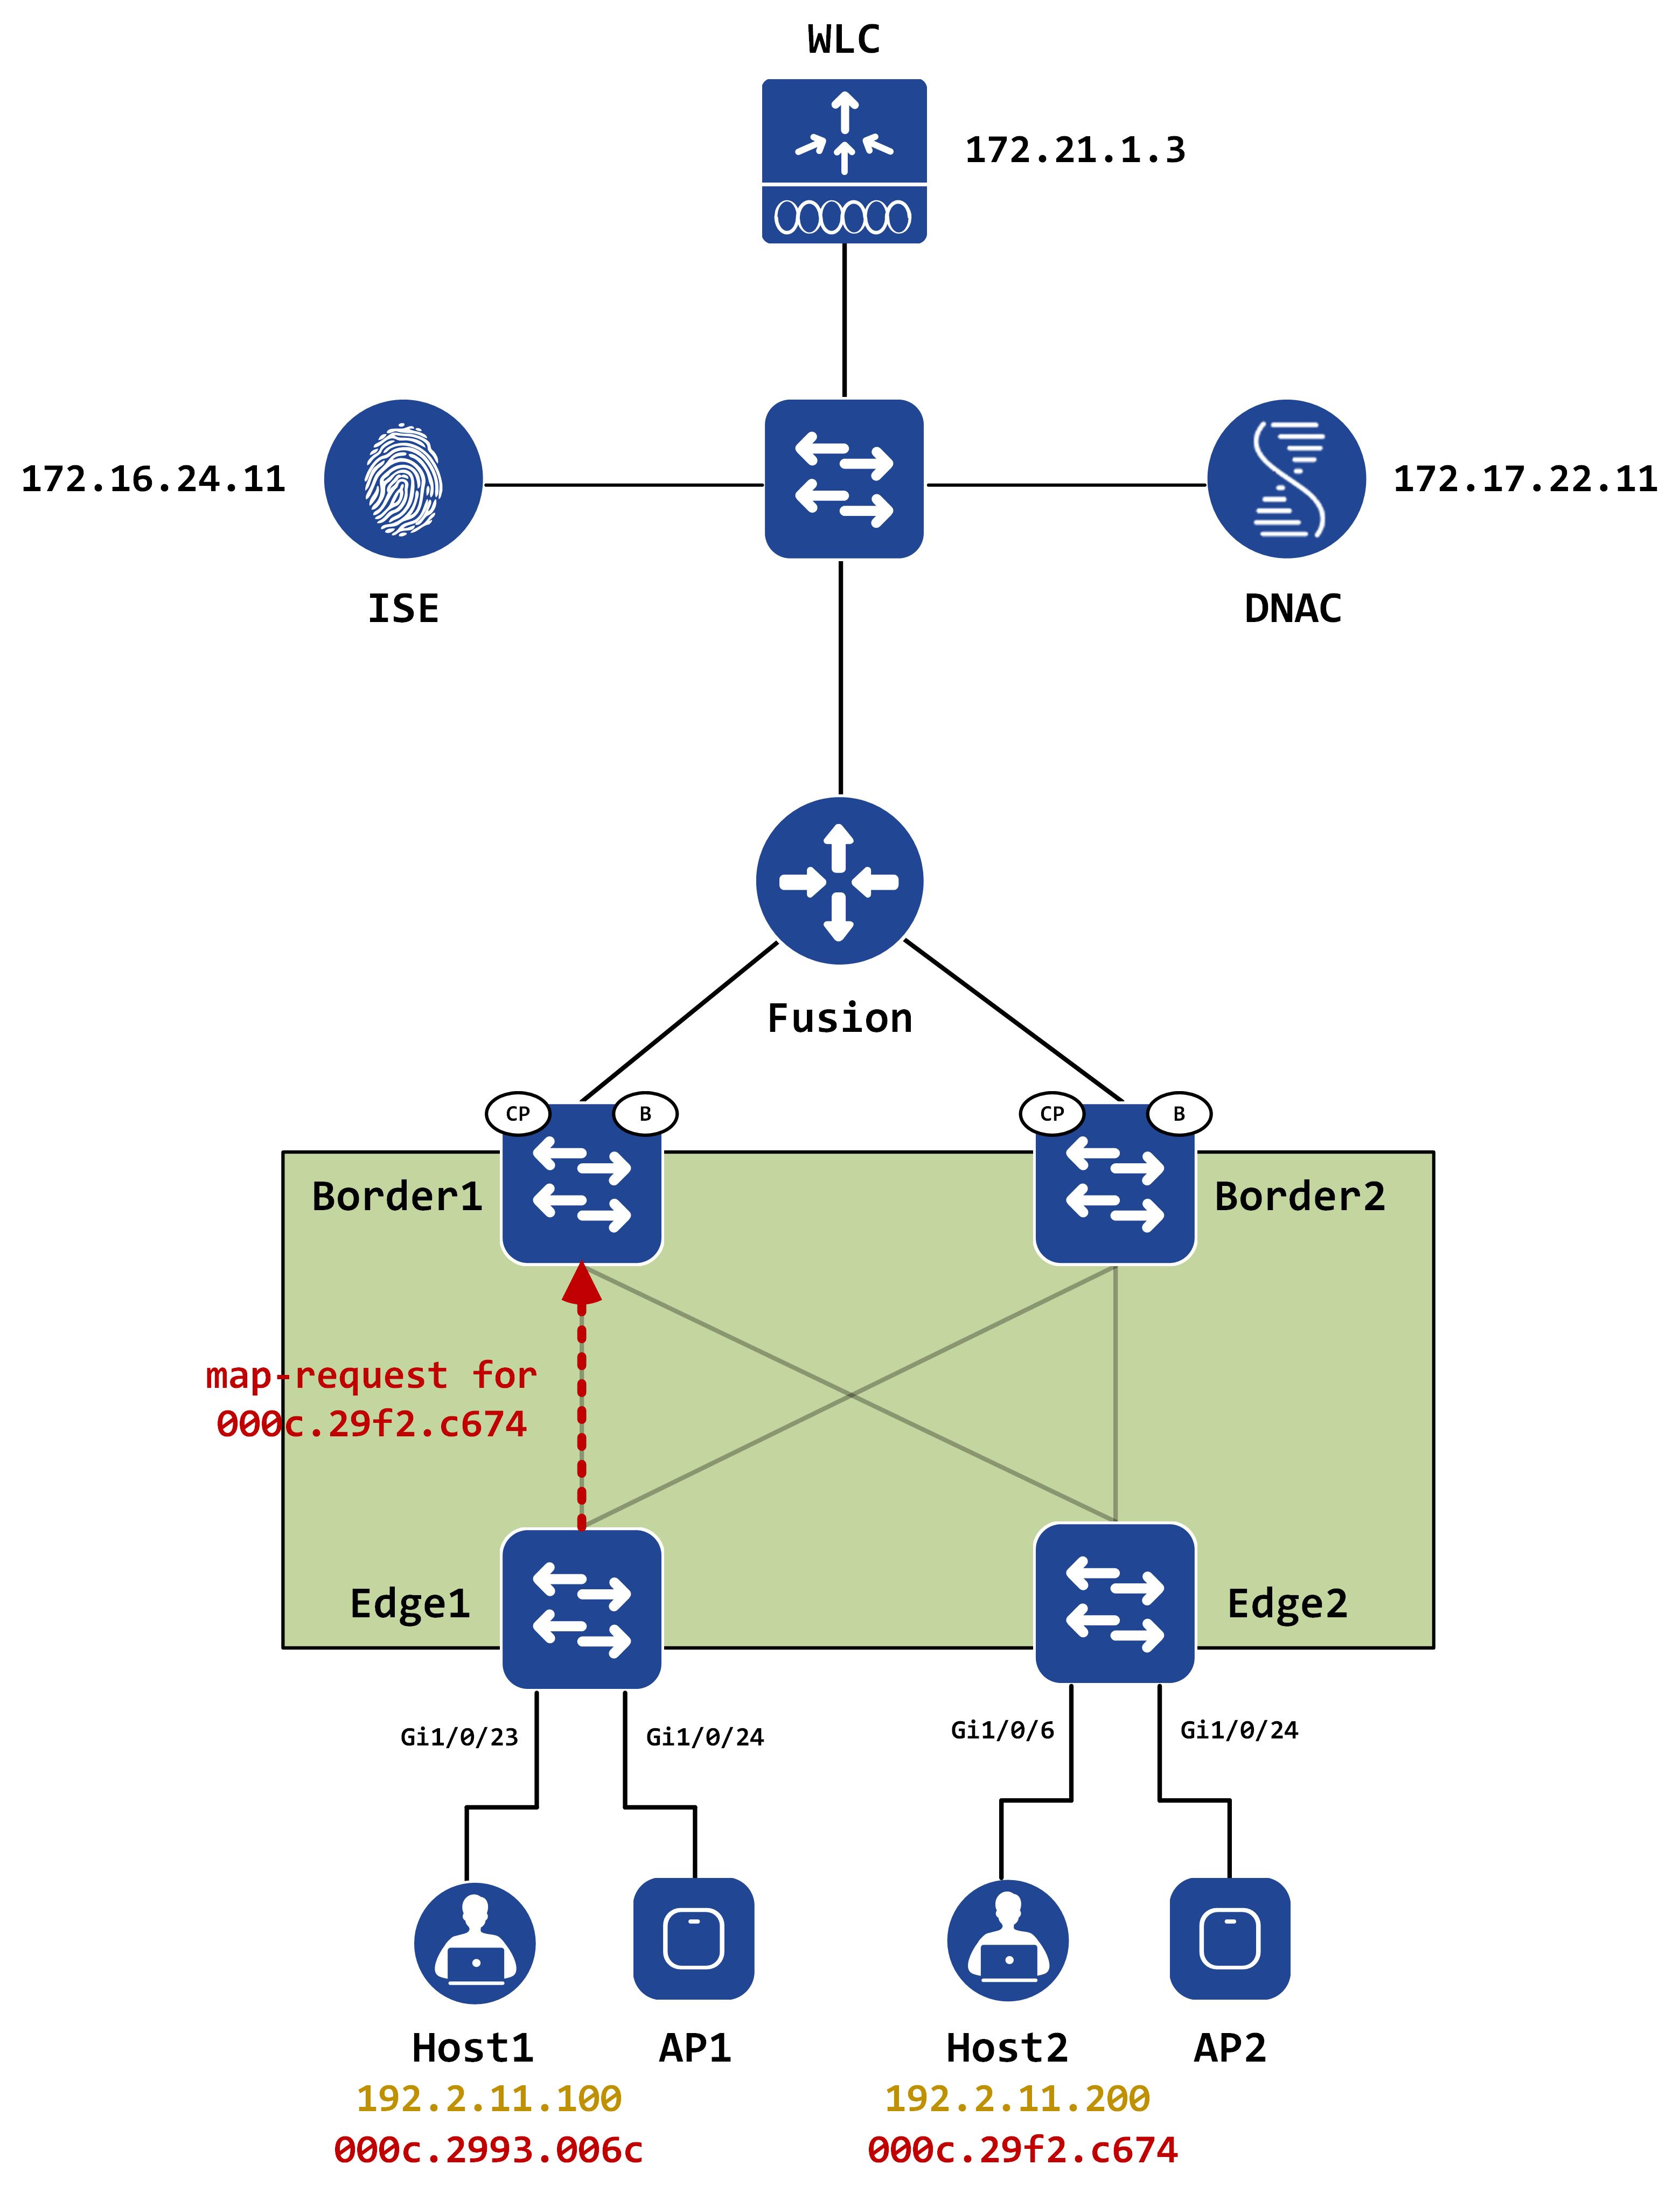 WLC
172.21.1.3
172.16.24.11
172.17.22.11
ISE
DNAC
Fusion
CP
B
CP
B
Border1
Border2
map-request for
000c.29f2.c674
Edge1
Edge2
Gi1/0/23
Gi1/0/24
Gi1/0/6
Gi1/0/24
Host1
AP1
Host2
AP2
192.2.11.100
192.2.11.200
000c.2993.006c
000c.29f2.c674